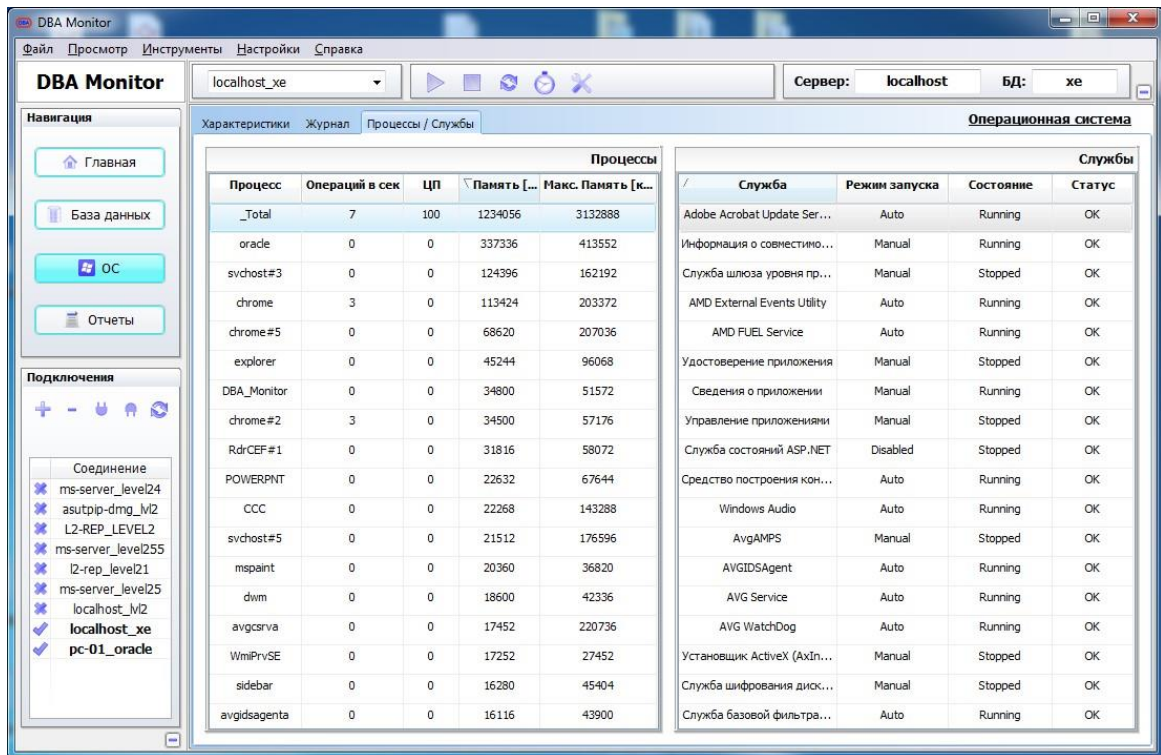 DBA Monitor
Файл Просмотр Инструменты Настройки Справка
DBA Monitor localhost_xe Сервер: localhost БД: xe
Навигация
Главная
База данных
ОС
Отчеты
Подключения
Соединение
ms-server_level24
asutpip-dmg_lvl2
L2-REP_LEVEL2
ms-server_level255
l2-rep_level21
ms-server_level25
localhost_lvl2
localhost_xe
pc-01_oracle
Характеристики Журнал Процессы / Службы Операционная система
Процессы
Процесс Операций в сек ЦП Память [... Макс. Память [к...
_Total 7 100 1234056 3132888
oracle 0 0 337336 413552
svchost#3 0 0 124396 162192
chrome 3 0 113424 203372
chrome#5 0 0 68620 207036
explorer 0 0 45244 96068
DBA_Monitor 0 0 34800 51572
chrome#2 3 0 34500 57176
RdrCEF#1 0 0 31816 58072
POWERPNT 0 0 22632 67644
CCC 0 0 22268 143288
svchost#5 0 0 21512 176596
mspaint 0 0 20360 36820
dwm 0 0 18600 42336
avgcsrva 0 0 17452 220736
WmiPrvSE 0 0 17252 27452
sidebar 0 0 16280 45404
avgidsagenta 0 0 16116 43900
Службы
Служба Режим запуска Состояние Статус
Adobe Acrobat Update Ser... Auto Running OK
Информация о совместимо... Manual Running OK
Служба шлюза уровня пр... Manual Stopped OK
AMD External Events Utility Auto Running OK
AMD FUEL Service Auto Running OK
Удостоверение приложения Manual Stopped OK
Сведения о приложении Manual Running OK
Управление приложениями Manual Stopped OK
Служба состояний ASP.NET Disabled Stopped OK
Средство построения кон... Auto Running OK
Windows Audio Auto Running OK
AvgAMPS Manual Stopped OK
AVGIDSAgent Auto Running OK
AVG Service Auto Running OK
AVG WatchDog Auto Running OK
Установщик ActiveX (AxIn... Manual Stopped OK
Служба шифрования диск... Manual Stopped OK
Служба базовой фильтра... Auto Running OK